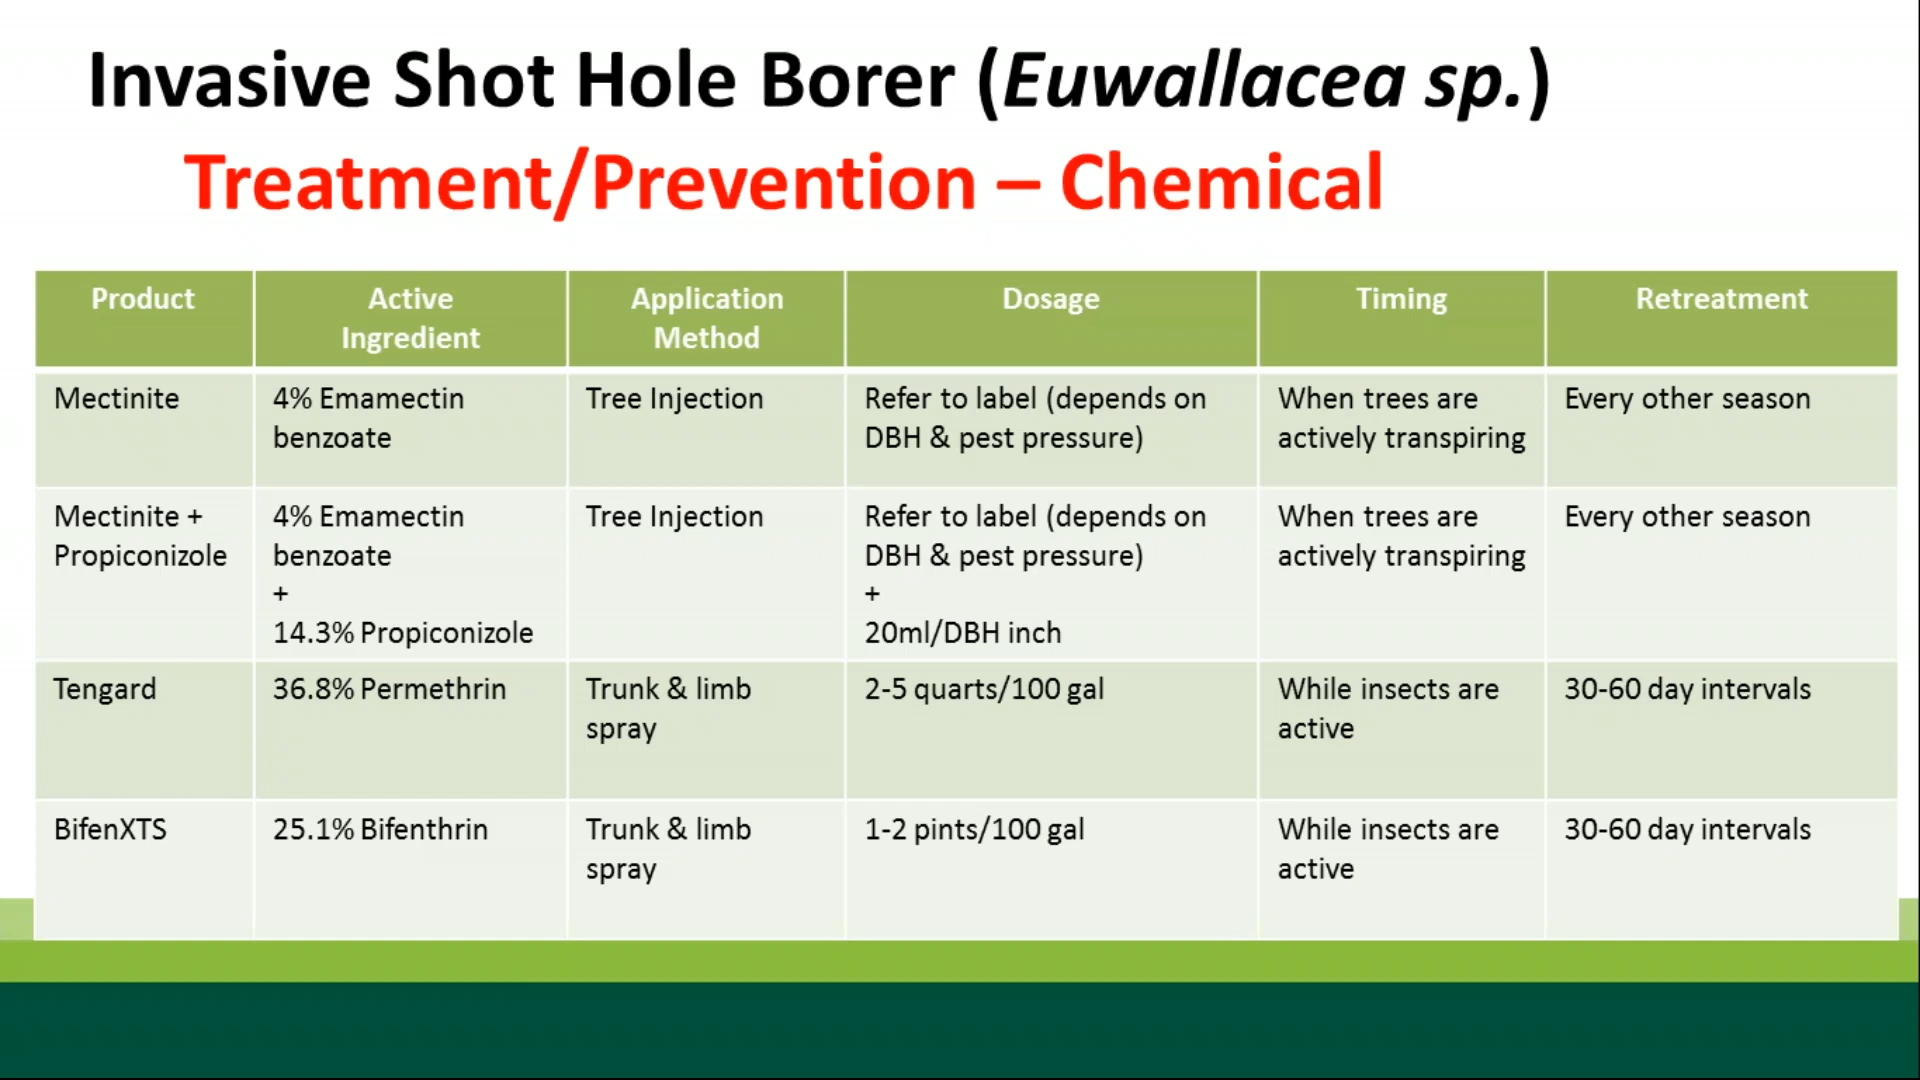 Invasive Shot Hole Borer (Euwallacea sp.)
Treatment/Prevention – Chemical
Product
Active
Ingredient
Application
Method
Dosage
Timing
Retreatment
Mectinite
4% Emamectin
benzoate
Tree Injection
Refer to label (depends on
DBH & pest pressure)
When trees are
actively transpiring
Every other season
Mectinite +
Propiconizole
4% Emamectin
benzoate
+
14.3% Propiconizole
Tree Injection
Refer to label (depends on
DBH & pest pressure)
+
20ml/DBH inch
When trees are
actively transpiring
Every other season
Tengard
36.8% Permethrin
Trunk & limb
spray
2-5 quarts/100 gal
While insects are
active
30-60 day intervals
BifenXTS
25.1% Bifenthrin
Trunk & limb
spray
1-2 pints/100 gal
While insects are
active
30-60 day intervals